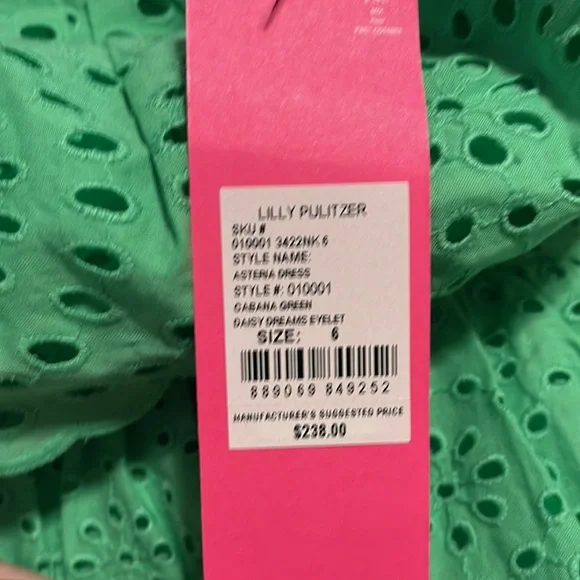 LILLY PULITZER
SKU #
010001 3422NK 6
STYLE NAME:
ASTERIA DRESS
STYLE #: 010001
CABANA GREEN
DAISY DREAMS EYELET
SIZE: 6
889069 849252
MANUFACTURER'S SUGGESTED PRICE
$238.00